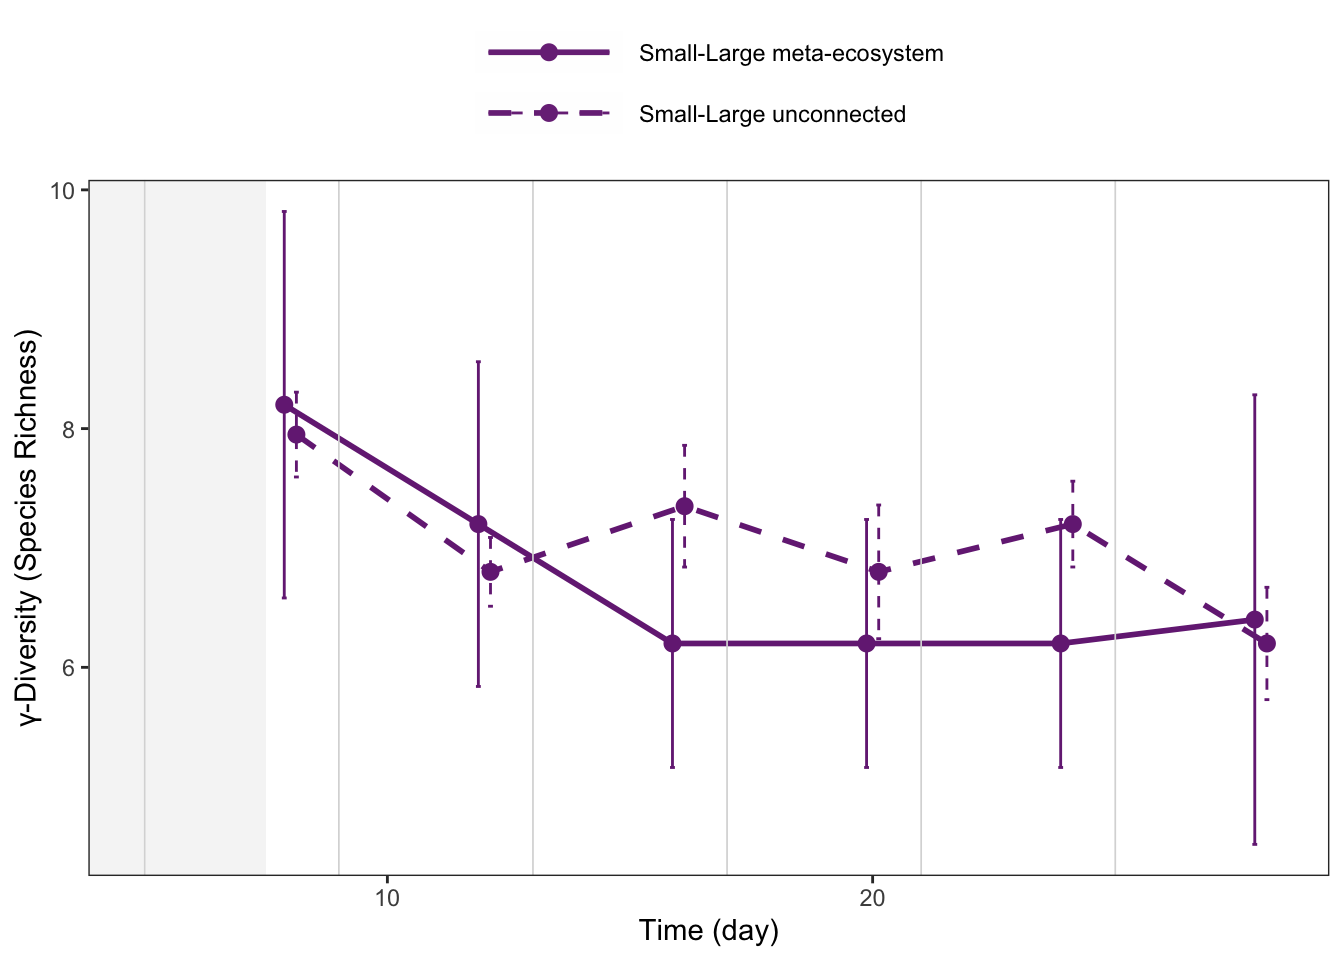 Small-Large meta-ecosystem
Small-Large unconnected
10
8
6
γ-Diversity (Species Richness)
10
20
Time (day)